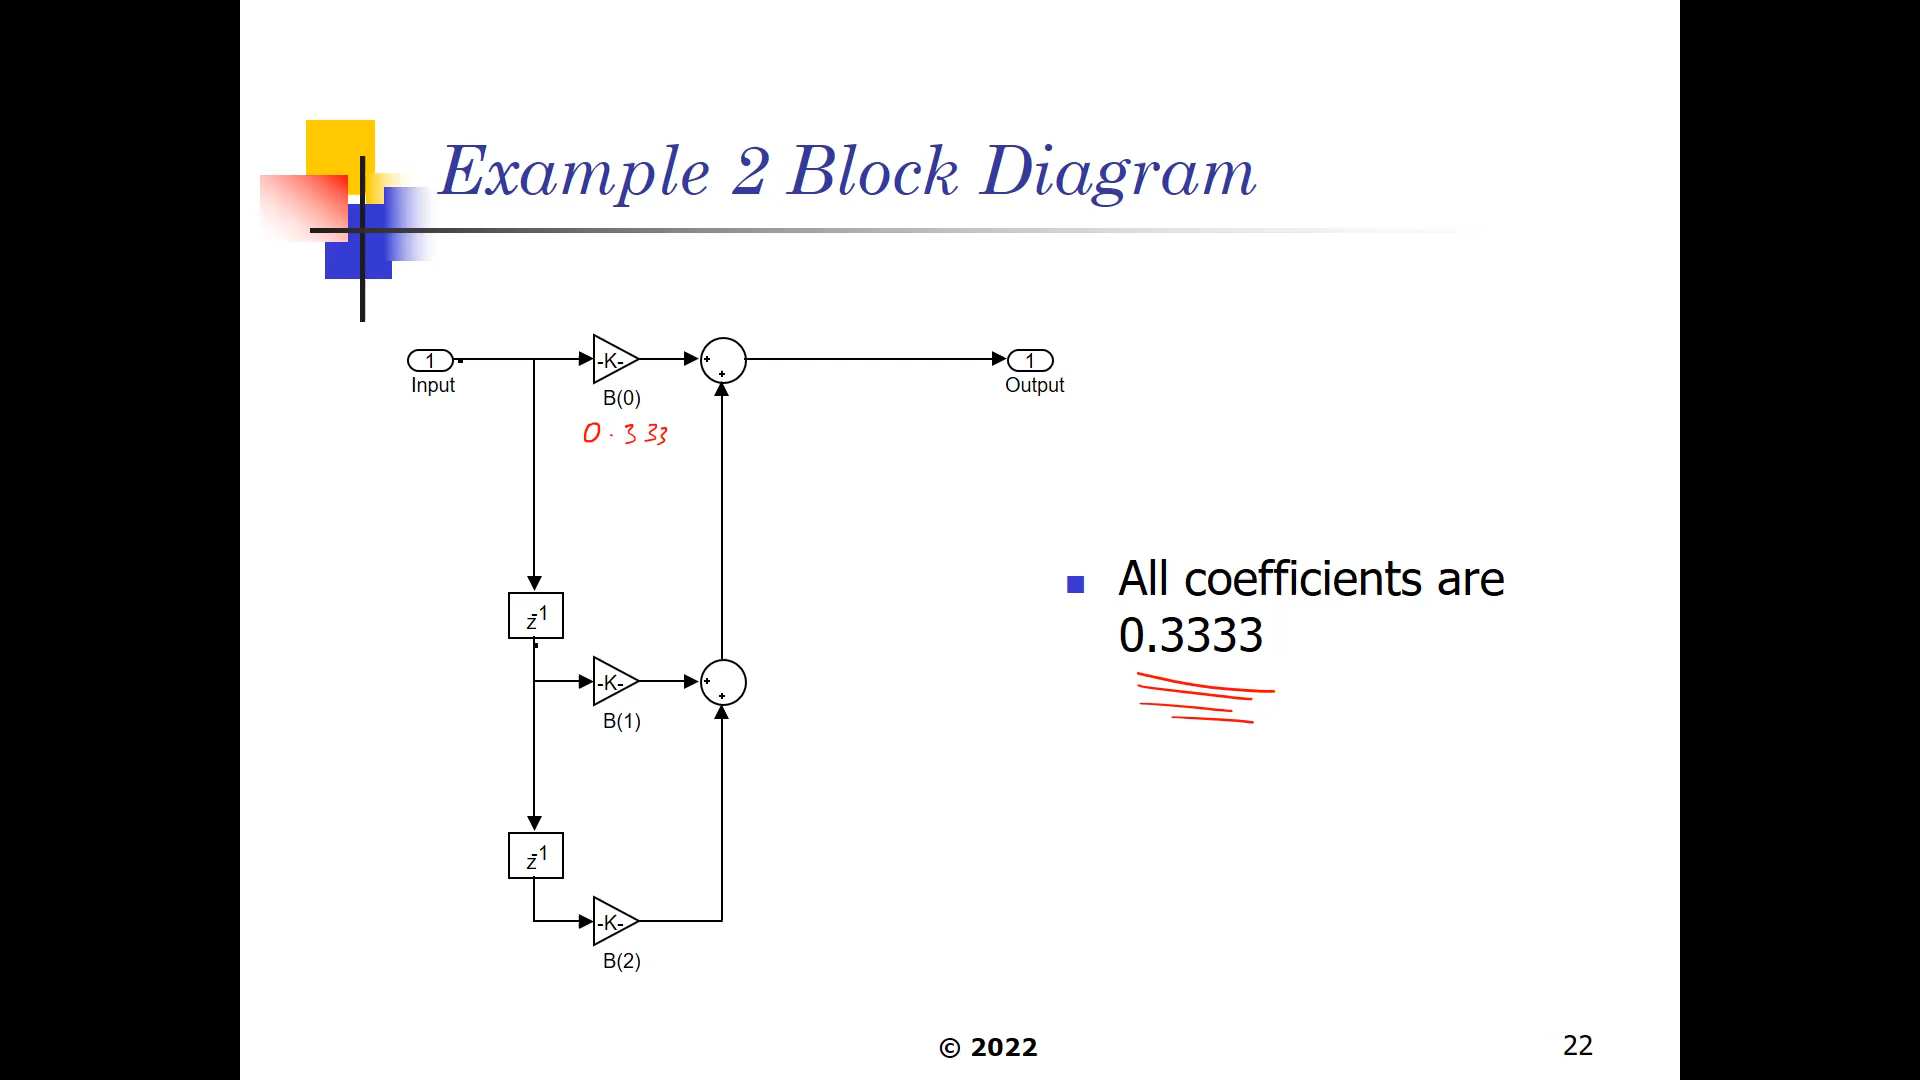 Example 2 Block Diagram
1
Input
-K-
B(0)
0.333
+
+
1
Output
z-1
-K-
B(1)
+
+
All coefficients are
0.3333
z-1
-K-
B(2)
© 2022
22